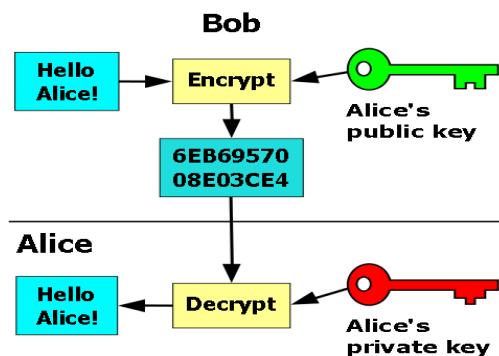 Bob
Hello
Alice!
Encrypt
Alice's
public key
6EB69570
08E03CE4
Alice
Hello
Alice!
Decrypt
Alice's
private key